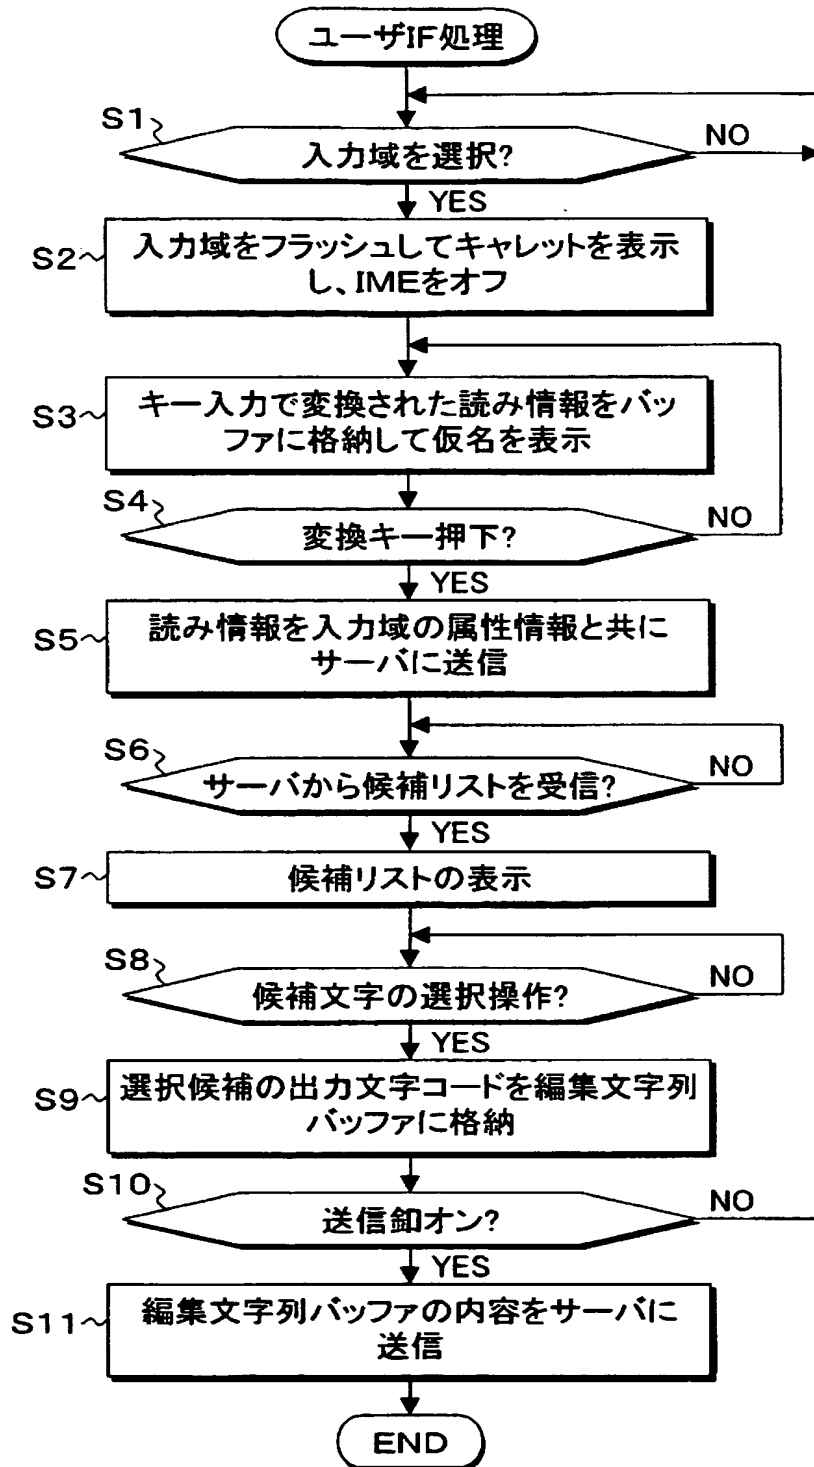 ユーザIF処理
S1
入力域を選択?
NO
YES
S2
入力域をフラッシュしてキャレットを表示
し、IMEをオフ
S3
キー入力で変換された読み情報をバッ
ファに格納して仮名を表示
S4
変換キー押下?
NO
YES
S5
読み情報を入力域の属性情報と共に
サーバに送信
S6
サーバから候補リストを受信?
NO
YES
S7
候補リストの表示
S8
候補文字の選択操作?
NO
YES
S9
選択候補の出力文字コードを編集文字列
バッファに格納
S10
送信釦オン?
NO
YES
S11
編集文字列バッファの内容をサーバに
送信
END